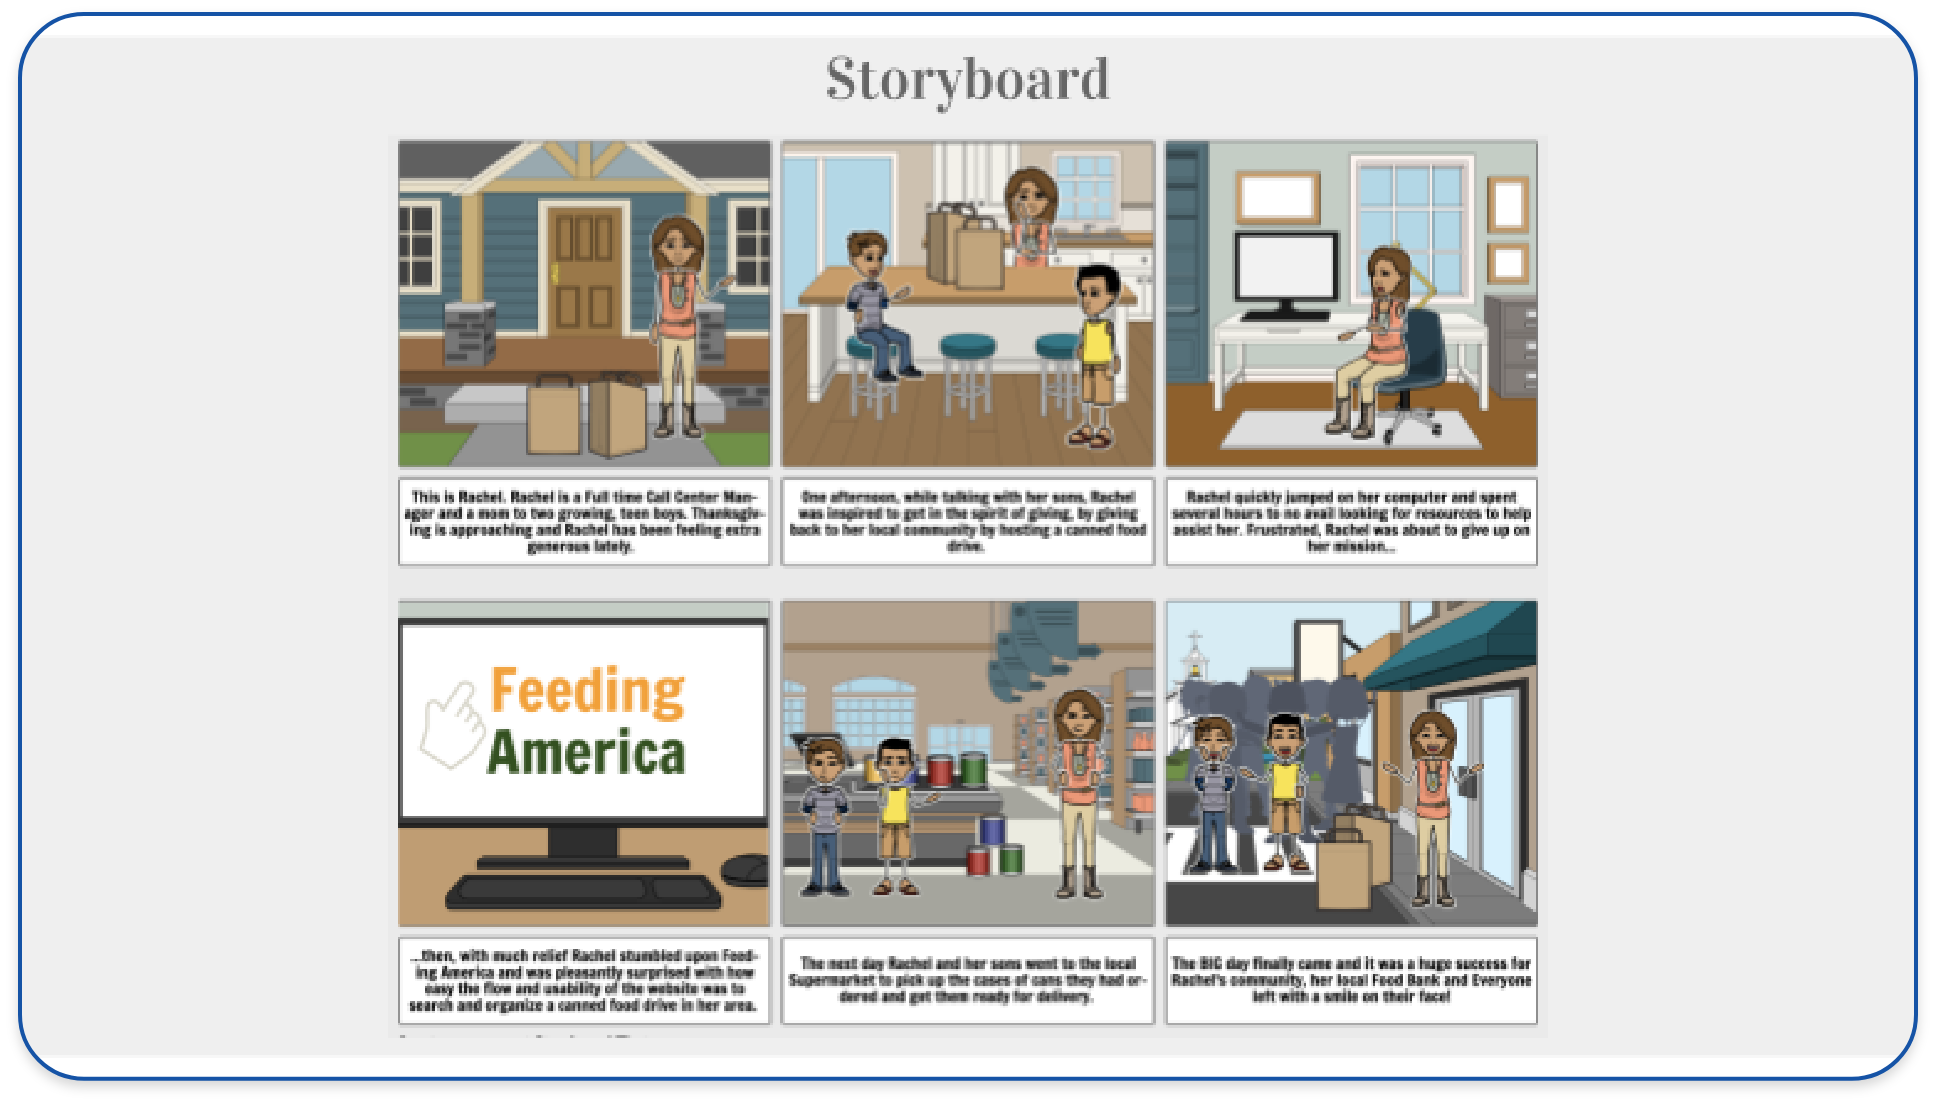 Storyboard
This is Rachel. Rachel is a Full time Call Center Man-
ager and a mom to two growing, teen boys. Thanksgiv-
ing is approaching and Rachel has been feeling extra
generous lately.
One afternoon, while talking with her sons, Rachel
was inspired to get in the spirit of giving, by giving
back to her local community by hosting a canned food
drive.
Rachel quickly jumped on her computer and spent
several hours to no avail looking for resources to help
assist her. Frustrated, Rachel was about to give up on
her mission...
Feeding
America
...then, with much relief Rachel stumbled upon Feed-
ing America and was pleasantly surprised with how
easy the flow and usability of the website was to
search and organize a canned food drive in her area.
The next day Rachel and her sons went to the local
Supermarket to pick up the cases of cans they had or-
dered and get them ready for delivery.
The BIG day finally came and it was a huge success for
Rachel's community, her local Food Bank and Everyone
left with a smile on their face!